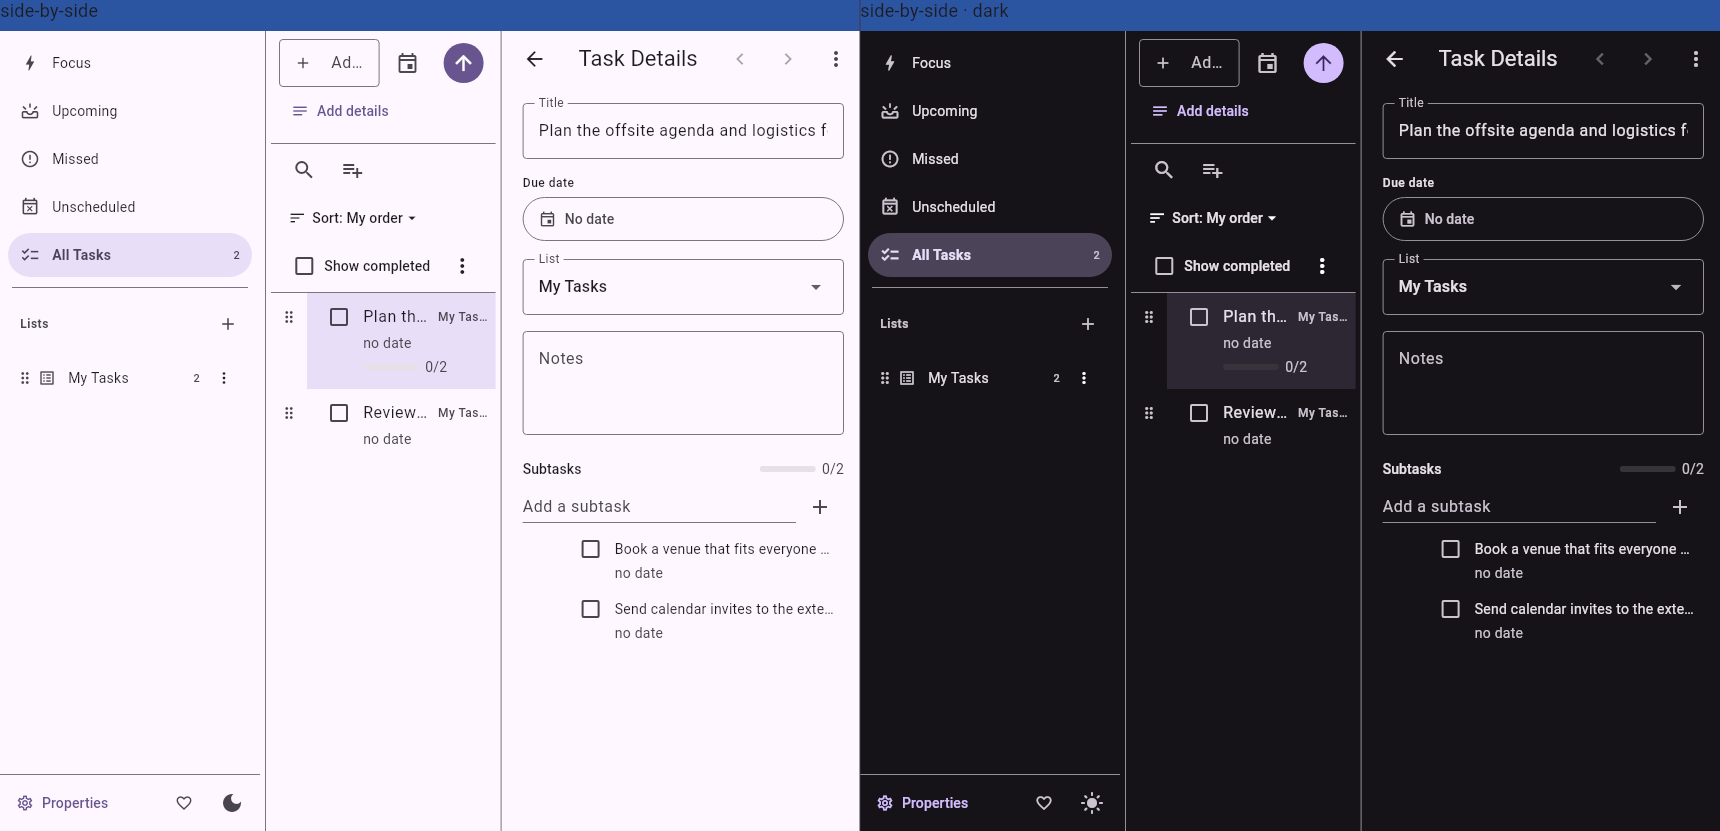 side-by-side
Focus
Upcoming
Missed
Unscheduled
All Tasks 2
Lists
My Tasks 2
Properties
Ad...
Add details
Sort: My order
Show completed
Plan th... My Tas...
no date
0/2
Review... My Tas...
no date
Task Details
Title
Plan the offsite agenda and logistics f
Due date
No date
List
My Tasks
Notes
Subtasks 0/2
Add a subtask
Book a venue that fits everyone ...
no date
Send calendar invites to the exte...
no date
side-by-side · dark
Focus
Upcoming
Missed
Unscheduled
All Tasks 2
Lists
My Tasks 2
Properties
Ad...
Add details
Sort: My order
Show completed
Plan th... My Tas...
no date
0/2
Review... My Tas...
no date
Task Details
Title
Plan the offsite agenda and logistics f
Due date
No date
List
My Tasks
Notes
Subtasks 0/2
Add a subtask
Book a venue that fits everyone ...
no date
Send calendar invites to the exte...
no date